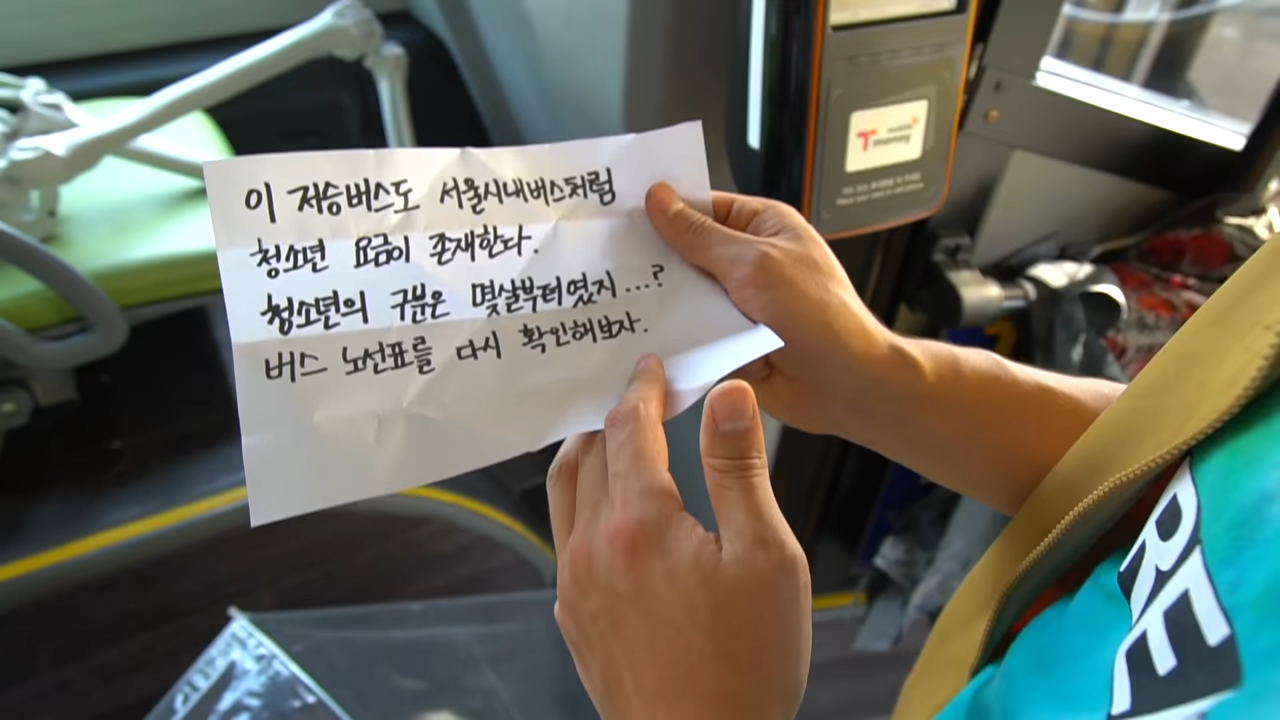 이 저승버스도 서울시내버스처럼
청소년 요금이 존재한다.
청소년의 구분은 몇살부터였지...?
버스 노선표를 다시 확인해보자.
T money
RE